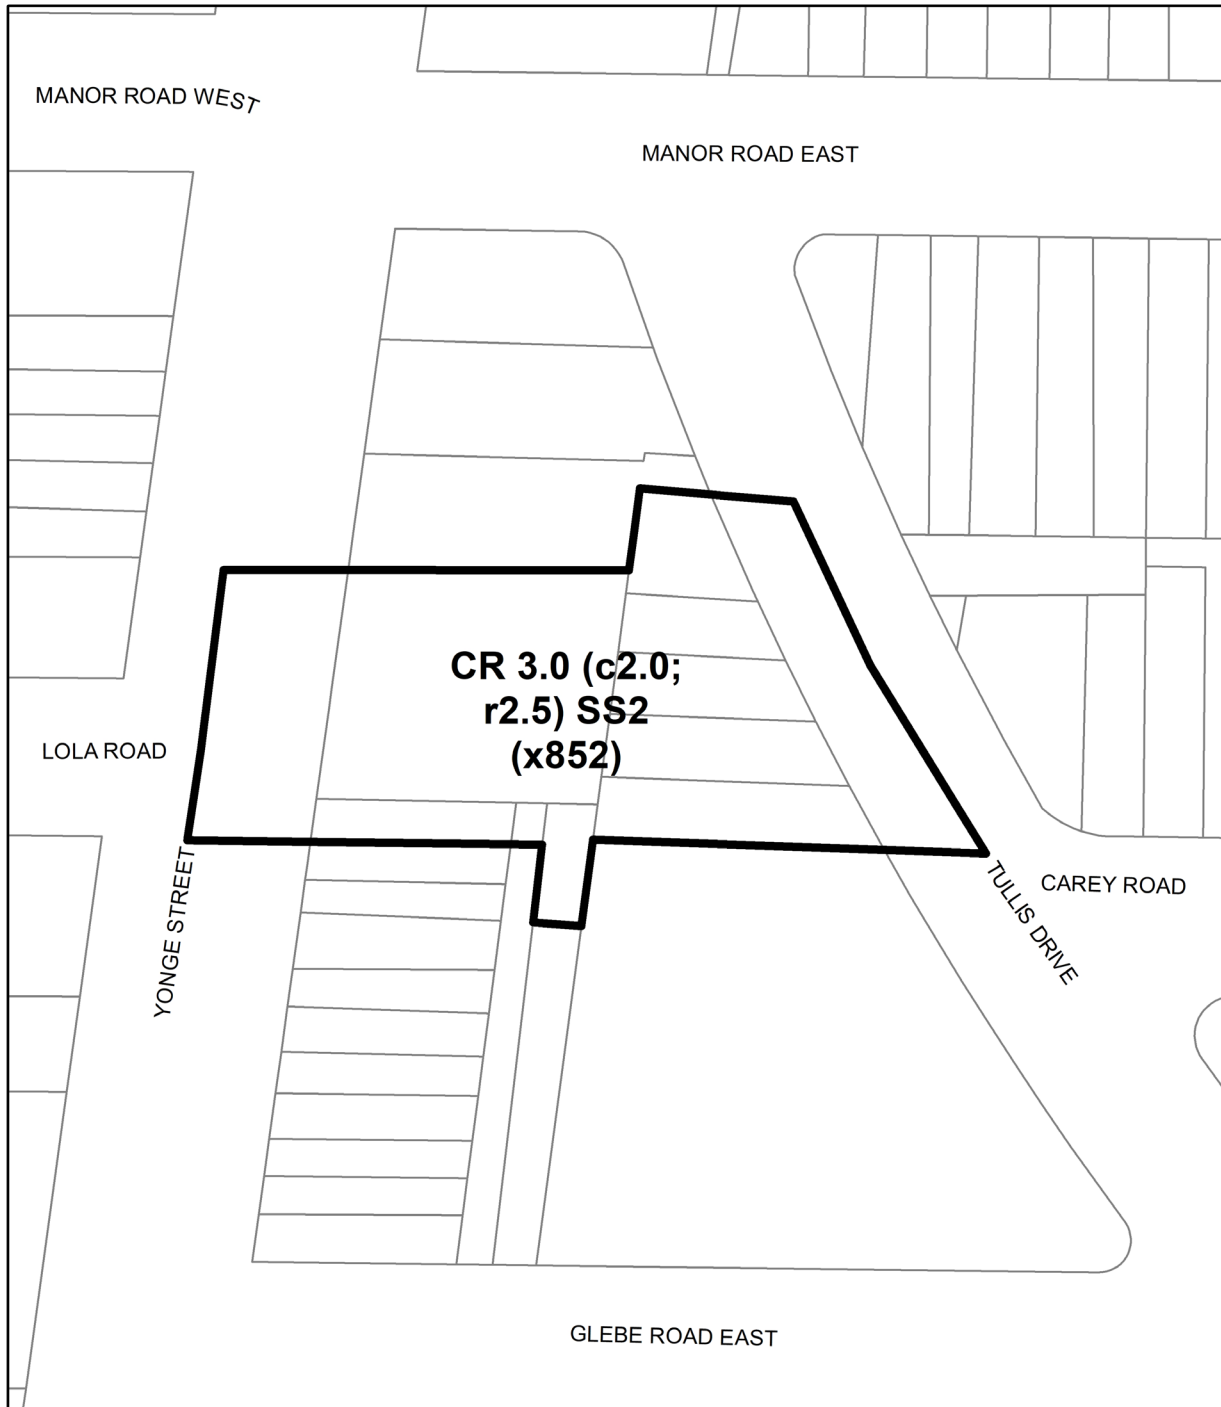 MANOR ROAD WEST
MANOR ROAD EAST
CR 3.0 (c2.0;
r2.5) SS2
(x852)
LOLA ROAD
YONGE STREET
TULLIS DRIVE
CAREY ROAD
GLEBE ROAD EAST